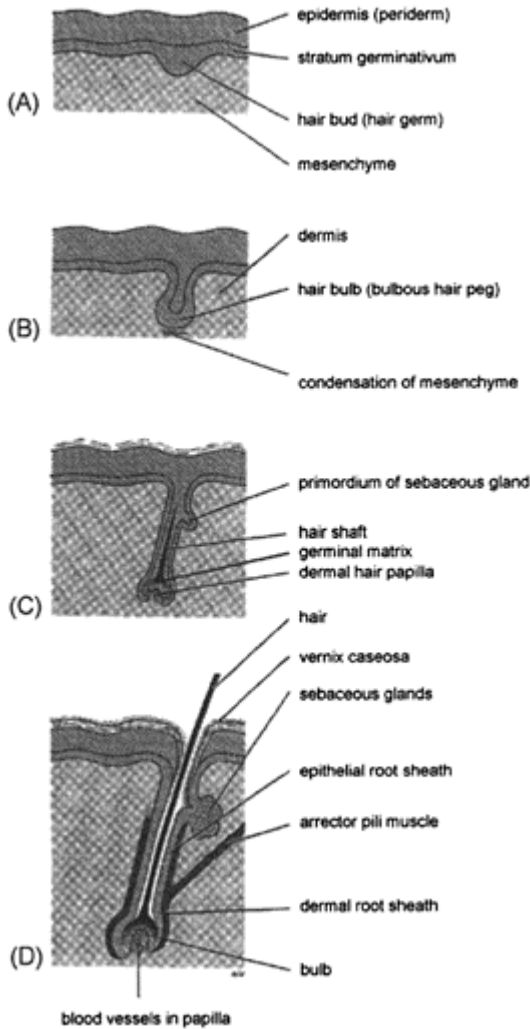 epidermis (periderm)
stratum germinativum
hair bud (hair germ)
mesenchyme
(A)
dermis
hair bulb (bulbous hair peg)
condensation of mesenchyme
(B)
primordium of sebaceous gland
hair shaft
germinal matrix
dermal hair papilla
(C)
hair
vernix caseosa
sebaceous glands
epithelial root sheath
arrector pili muscle
dermal root sheath
bulb
(D)
blood vessels in papilla